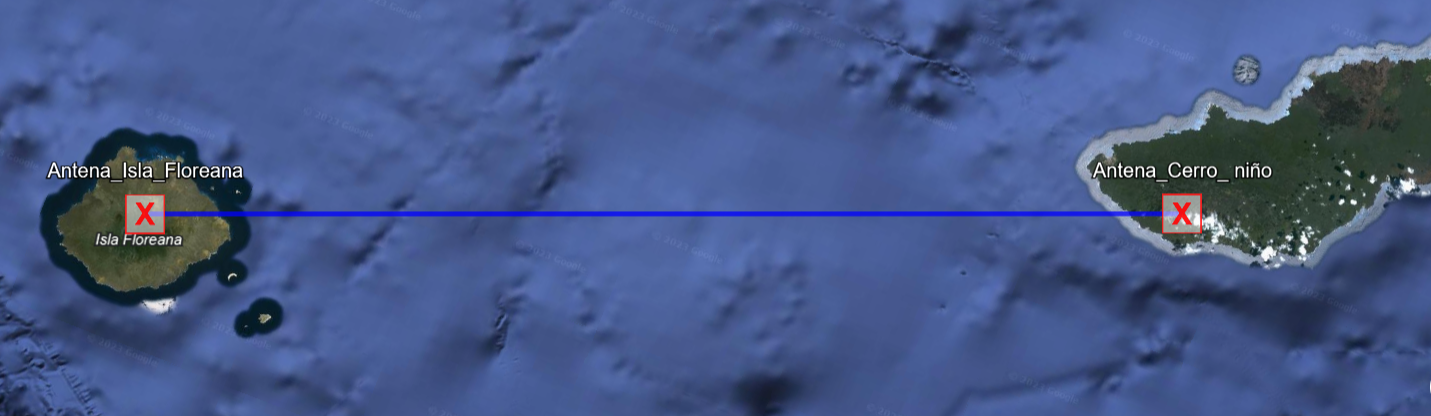 Antena_Isla_Floreana
Antena_Cerro_ niño
X
X
Isla Floreana